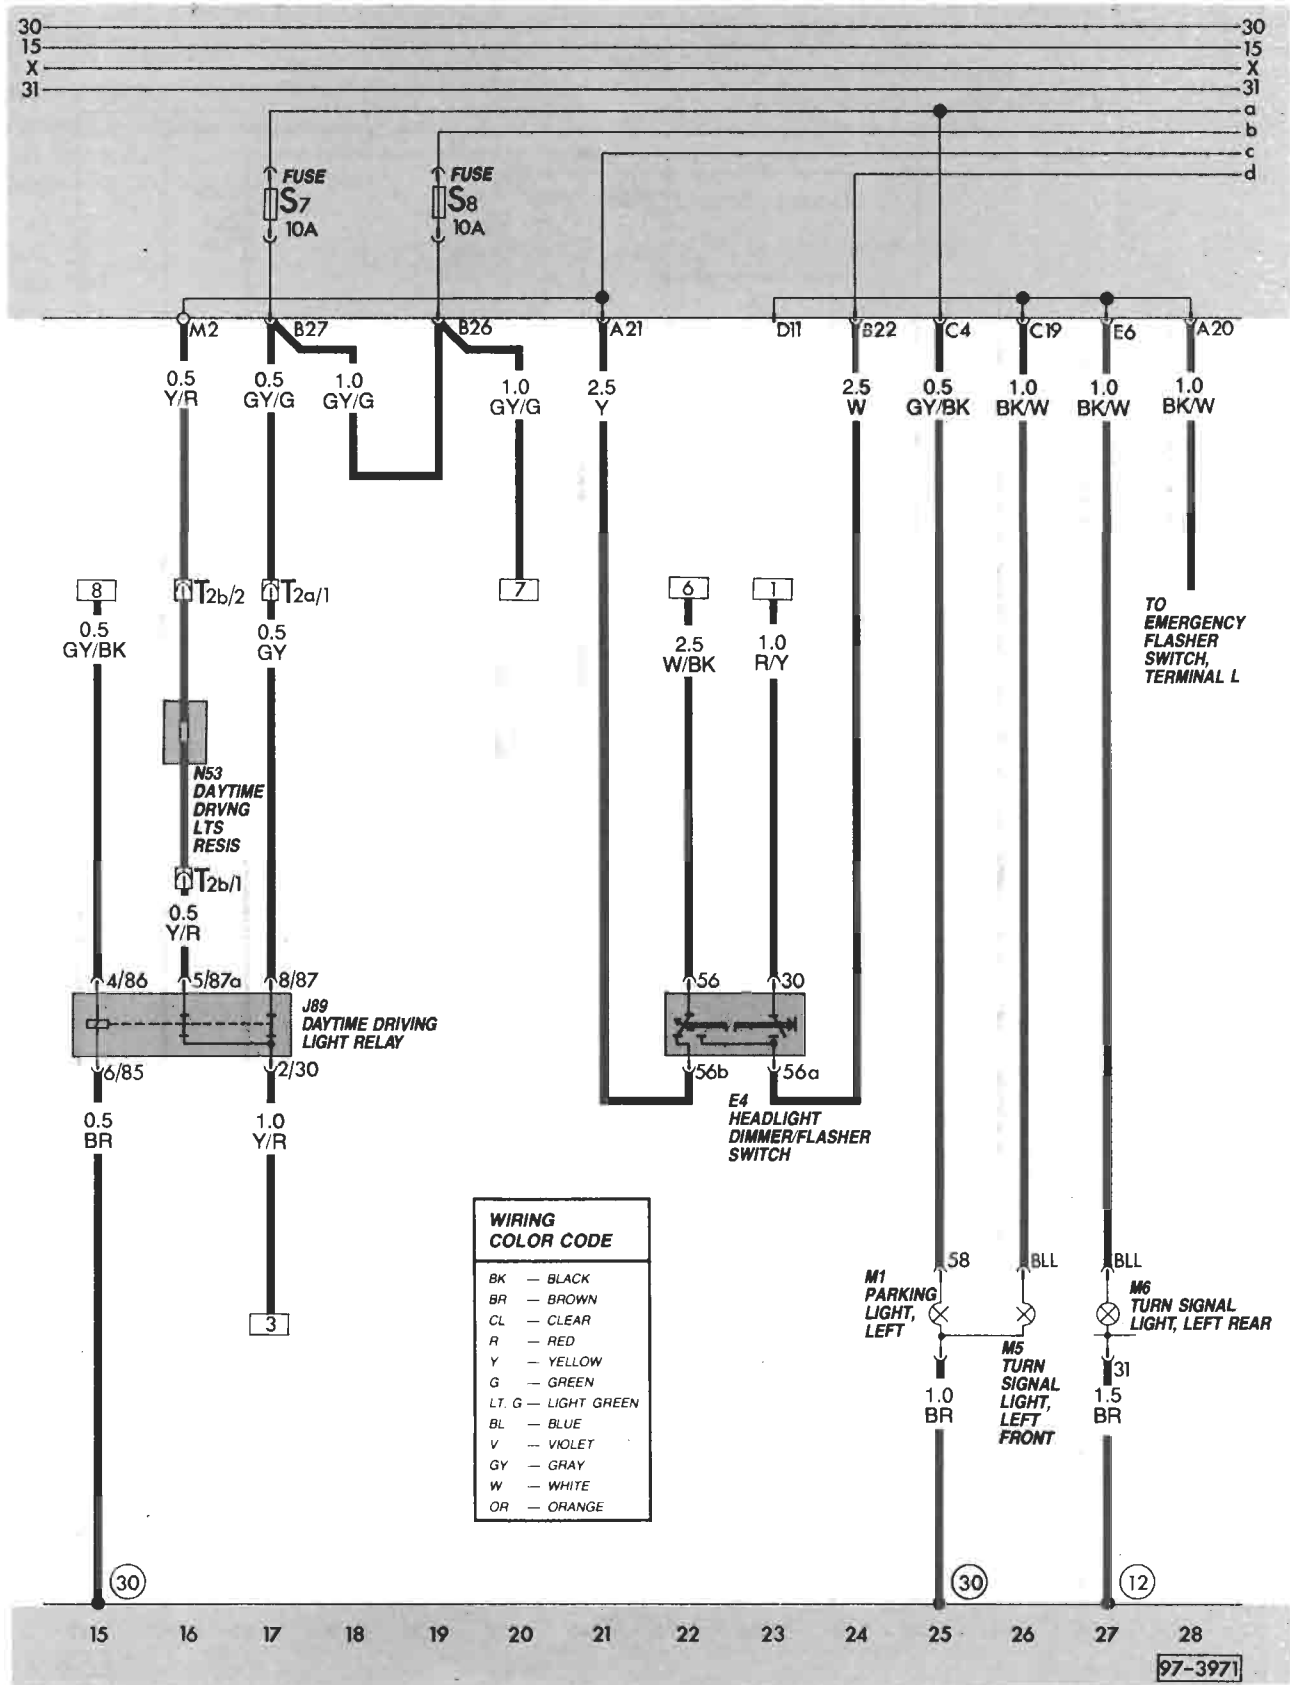 30 30
15 15
X X
31 31
a
b
c
d
FUSE
S7
10A
FUSE
S8
10A
M2 B27 B26 A21 D11 B22 C4 C19 E6 A20
0.5
Y/R
0.5
GY/G
1.0
GY/G
1.0
GY/G
2.5
Y
2.5
W
0.5
GY/BK
1.0
BK/W
1.0
BK/W
1.0
BK/W
8
T2b/2
T2a/1
7
6
1
TO
EMERGENCY
FLASHER
SWITCH,
TERMINAL L
0.5
GY/BK
0.5
GY
2.5
W/BK
1.0
R/Y
N53
DAYTIME
DRVNG
LTS
RESIS
T2b/1
0.5
Y/R
4/86 5/87a 8/87
56 30
J89
DAYTIME DRIVING
LIGHT RELAY
6/85 2/30
56b 56a
E4
HEADLIGHT
DIMMER/FLASHER
SWITCH
0.5
BR
1.0
Y/R
3
WIRING
COLOR CODE
BK — BLACK
BR — BROWN
CL — CLEAR
R — RED
Y — YELLOW
G — GREEN
LT. G — LIGHT GREEN
BL — BLUE
V — VIOLET
GY — GRAY
W — WHITE
OR — ORANGE
58 BLL BLL
M1
PARKING
LIGHT,
LEFT
M5
TURN
SIGNAL
LIGHT,
LEFT
FRONT
M6
TURN SIGNAL
LIGHT, LEFT REAR
31
1.0
BR
1.5
BR
30 30 12
15 16 17 18 19 20 21 22 23 24 25 26 27 28
97-3971